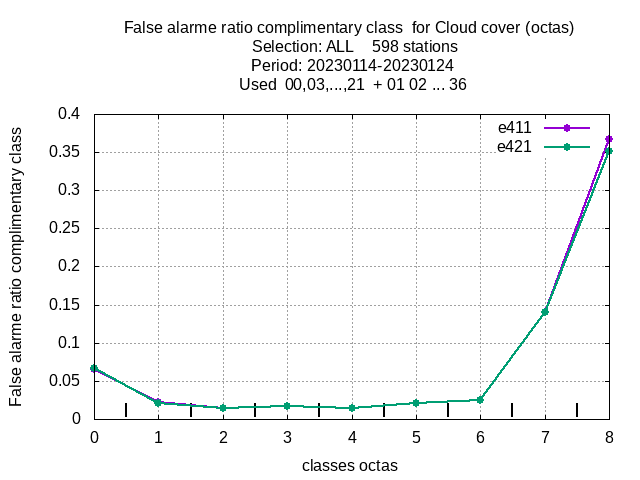 False alarme ratio complimentary class  for Cloud cover (octas)
Selection: ALL    598 stations
Period: 20230114-20230124
Used  00,03,...,21  + 01 02 ... 36
False alarme ratio complimentary class
0.4
0.35
0.3
0.25
0.2
0.15
0.1
0.05
0
e411
e421
0 1 2 3 4 5 6 7 8
classes octas